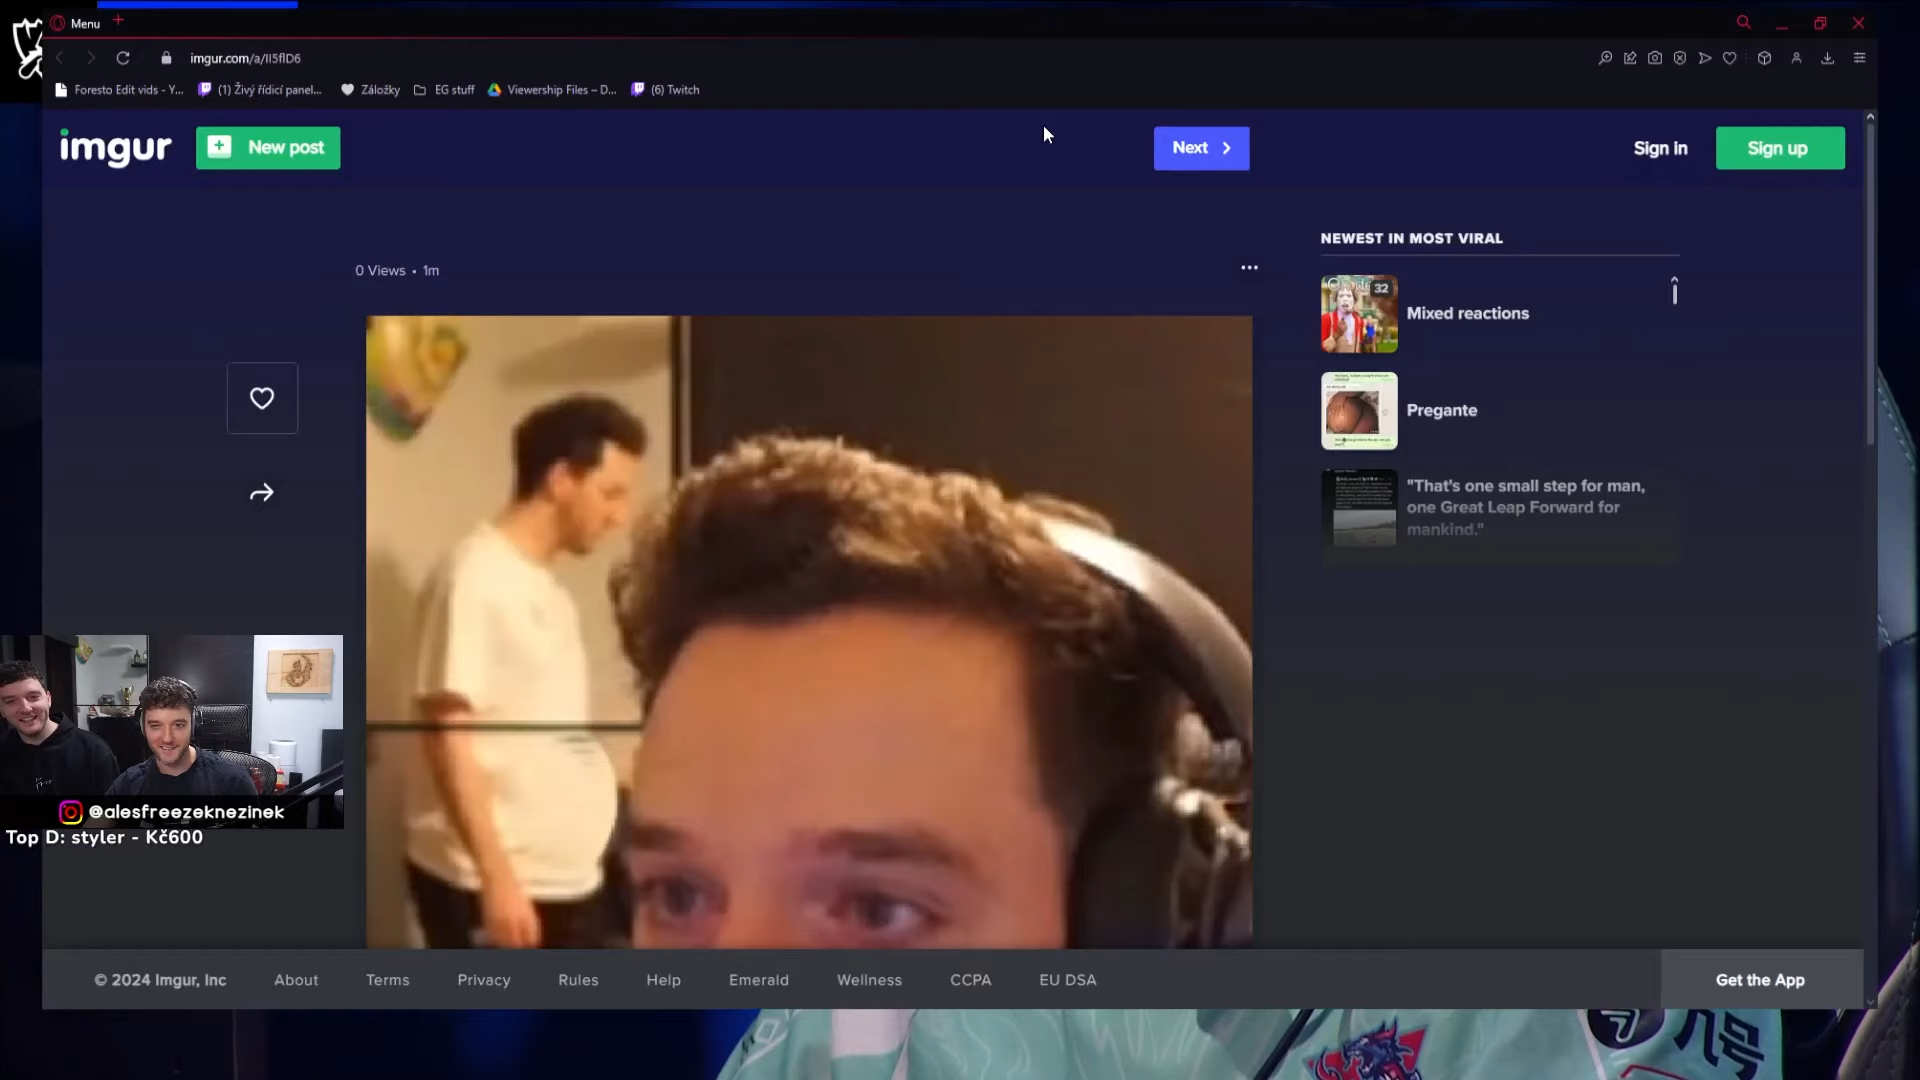 Menu
imgur.com/a/II5flD6
Foresto Edit vids - Y...
(1) Živý řídicí panel...
Záložky
EG stuff
Viewership Files – D...
(6) Twitch
imgur
New post
Next
Sign in
Sign up
0 Views • 1m
NEWEST IN MOST VIRAL
32
Mixed reactions
Pregante
"That's one small step for man,
one Great Leap Forward for
mankind."
@alesfreezeknezinek
Top D: styler - Kč600
© 2024 Imgur, Inc
About
Terms
Privacy
Rules
Help
Emerald
Wellness
CCPA
EU DSA
Get the App